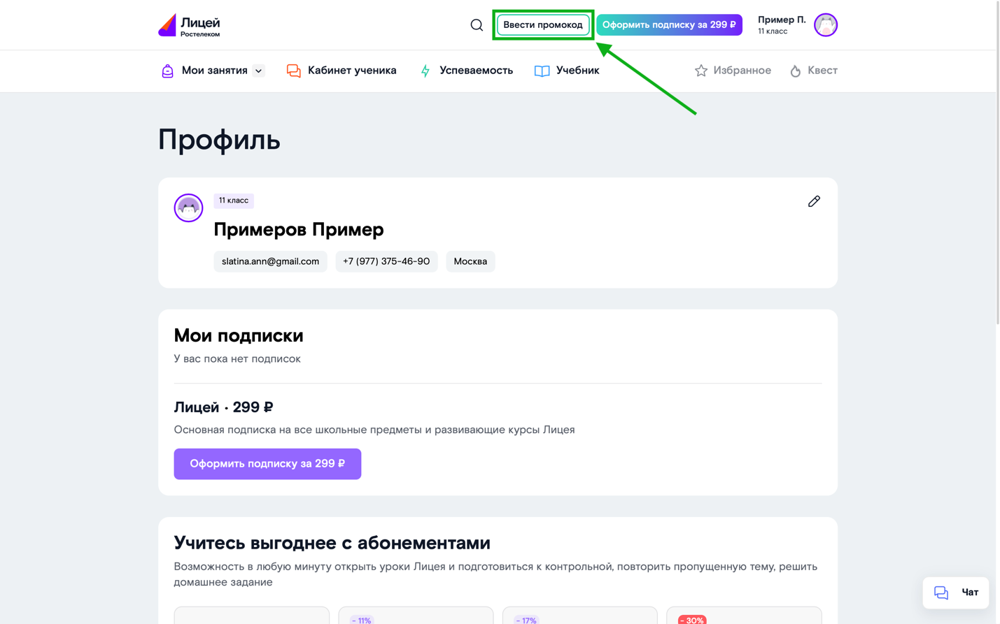 Лицей
Ростелеком
Ввести промокод
Оформить подписку за 299 ₽
Пример П.
11 класс
Мои занятия
Кабинет ученика
Успеваемость
Учебник
Избранное
Квест
Профиль
11 класс
Примеров Пример
slatina.ann@gmail.com
+7 (977) 375-46-90
Москва
Мои подписки
У вас пока нет подписок
Лицей · 299 ₽
Основная подписка на все школьные предметы и развивающие курсы Лицея
Оформить подписку за 299 ₽
Учитесь выгоднее с абонементами
Возможность в любую минуту открыть уроки Лицея и подготовиться к контрольной, повторить пропущенную тему, решить
домашнее задание
Чат
- 11%
- 17%
- 30%